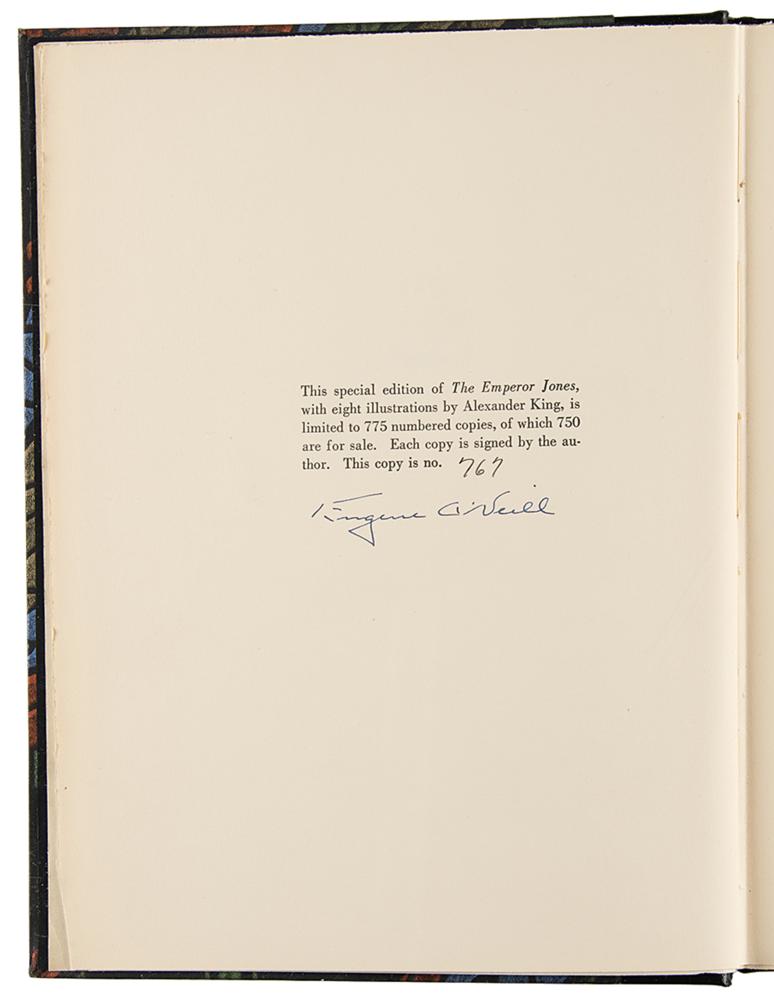 This special edition of The Emperor Jones,
with eight illustrations by Alexander King, is
limited to 775 numbered copies, of which 750
are for sale. Each copy is signed by the au-
thor. This copy is no. 767
Eugene O'Neill